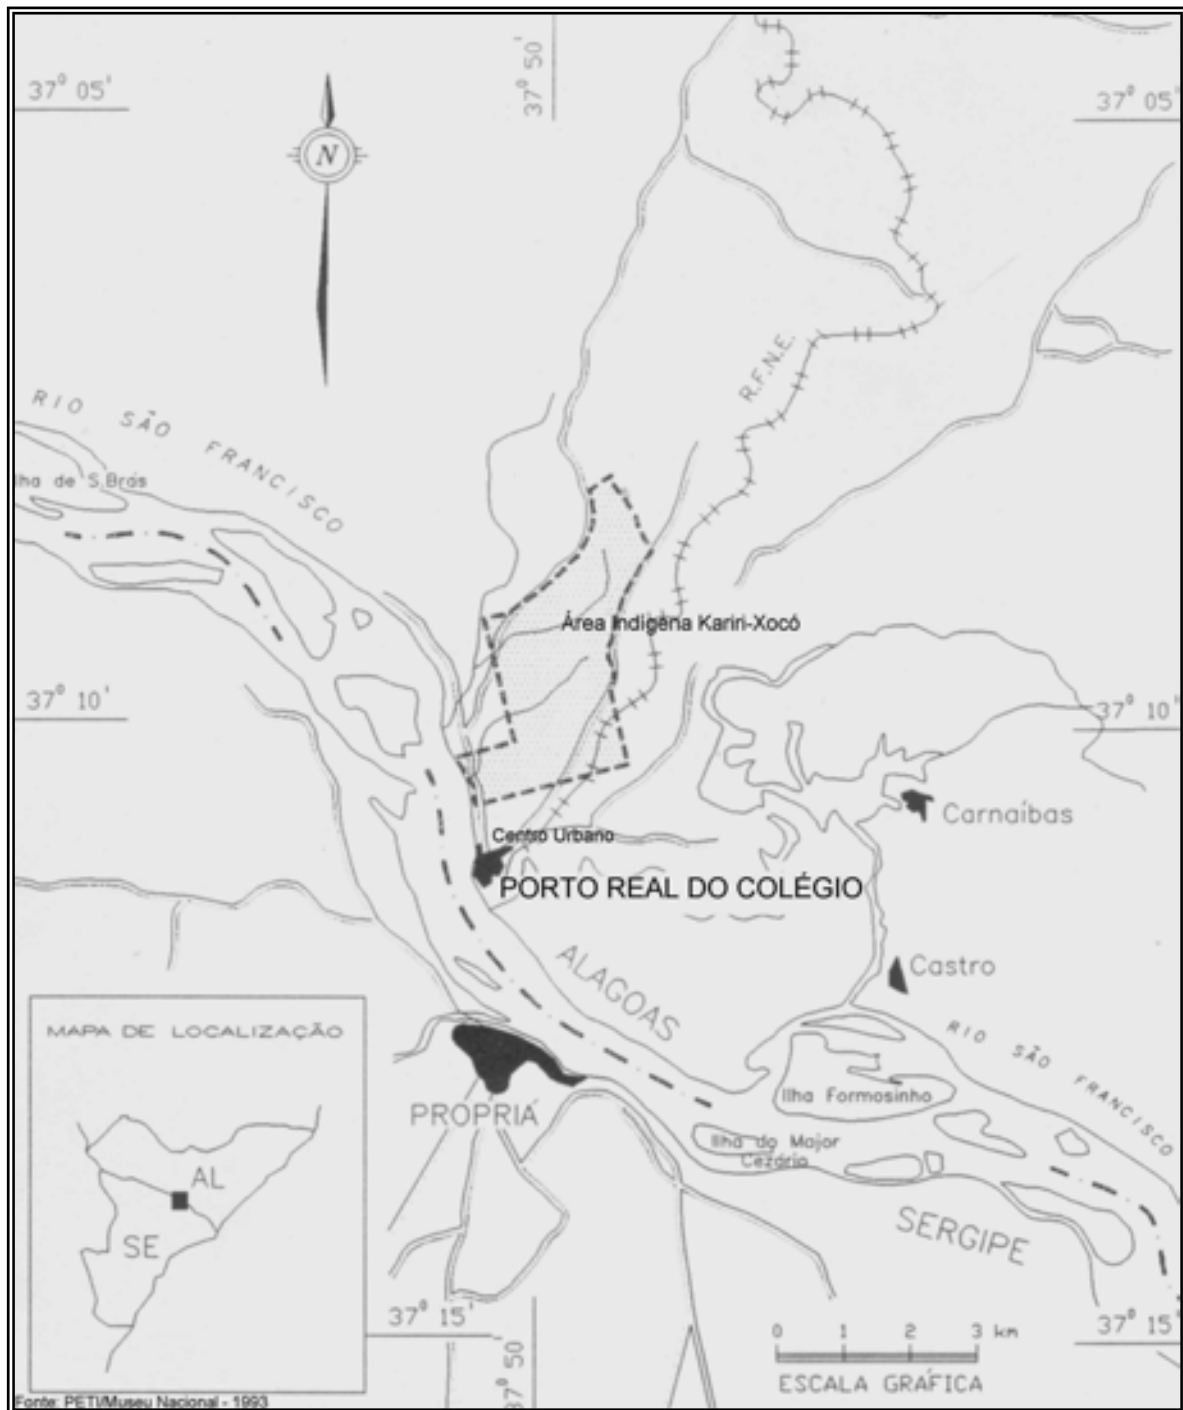 37° 05'
37° 50'
37° 05'
N
R.F.N.E.
RIO SÃO FRANCISCO
Ilha de S.Brás
Área Indigéna Kariri-Xocó
37° 10'
37° 10'
Carnaíbas
Centro Urbano
PORTO REAL DO COLÉGIO
ALAGOAS
Castro
RIO SÃO FRANCISCO
MAPA DE LOCALIZAÇÃO
AL
SE
PROPRIÁ
Ilha Formosinho
Ilha do Major
Cezário
SERGIPE
37° 15'
37° 50'
0 1 2 3 km
ESCALA GRÁFICA
37° 15'
Fonte: PETI/Museu Nacional - 1993